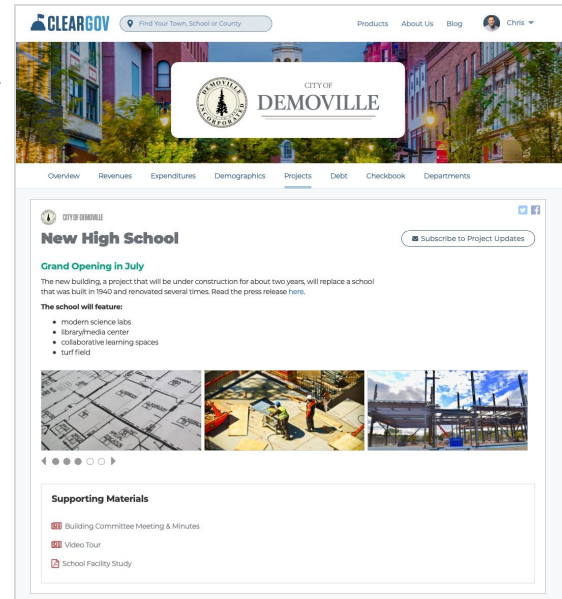 CLEARGOV
Find Your Town, School or County
Products About Us Blog Chris
DEMOVILLE
INCORPORATED
CITY OF
DEMOVILLE
Overview Revenues Expenditures Demographics Projects Debt Checkbook Departments
CITY OF DEMOVILLE
New High School
Subscribe to Project Updates
Grand Opening in July
The new building, a project that will be under construction for about two years, will replace a school
that was built in 1940 and renovated several times. Read the press release here.
The school will feature:
• modern science labs
• library/media center
• collaborative learning spaces
• turf field
Supporting Materials
Building Committee Meeting & Minutes
Video Tour
School Facility Study